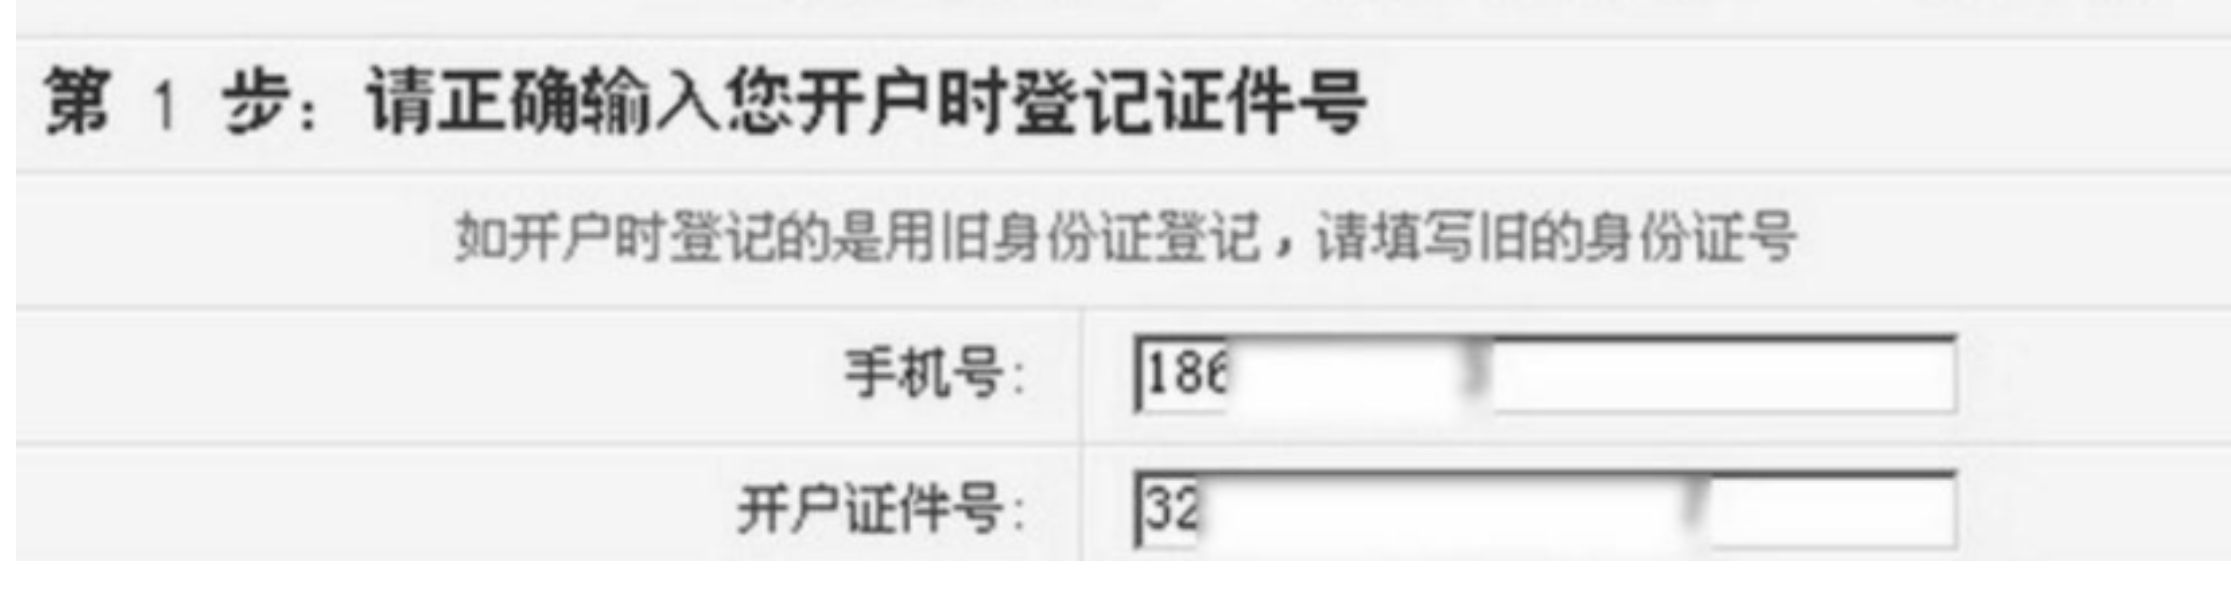 第 1 步：请正确输入您开户时登记证件号
如开户时登记的是用旧身份证登记，请填写旧的身份证号
手机号: 186
开户证件号: 32